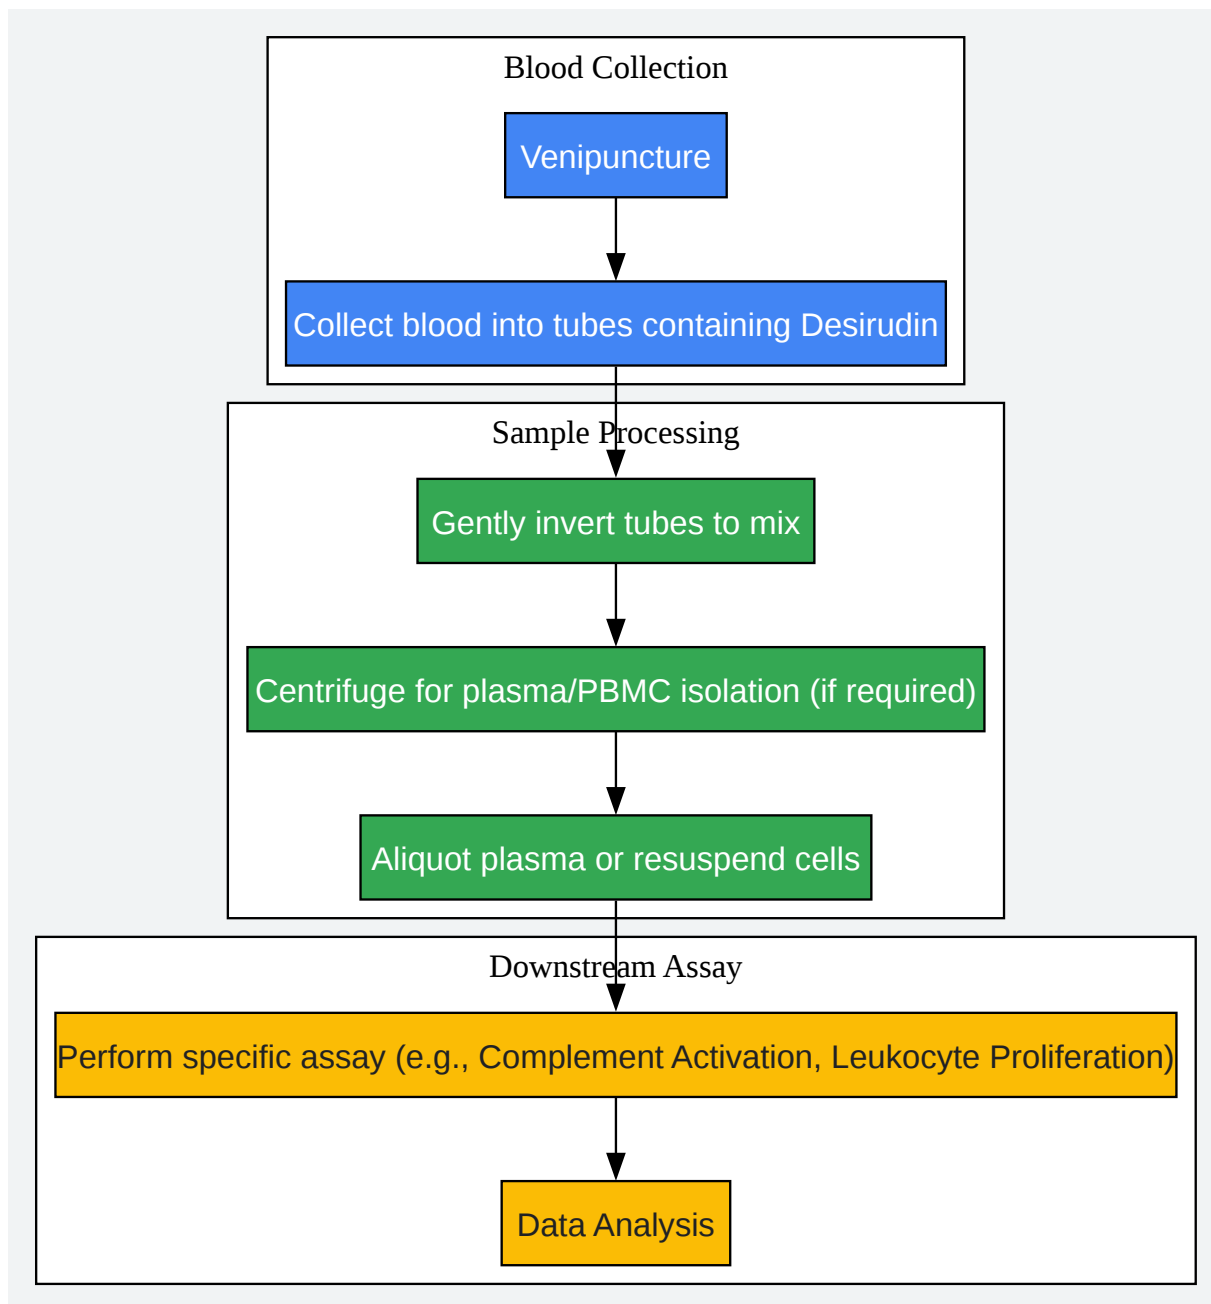 Blood Collection
Venipuncture
Collect blood into tubes containing Desirudin
Sample Processing
Gently invert tubes to mix
Centrifuge for plasma/PBMC isolation (if required)
Aliquot plasma or resuspend cells
Downstream Assay
Perform specific assay (e.g., Complement Activation, Leukocyte Proliferation)
Data Analysis